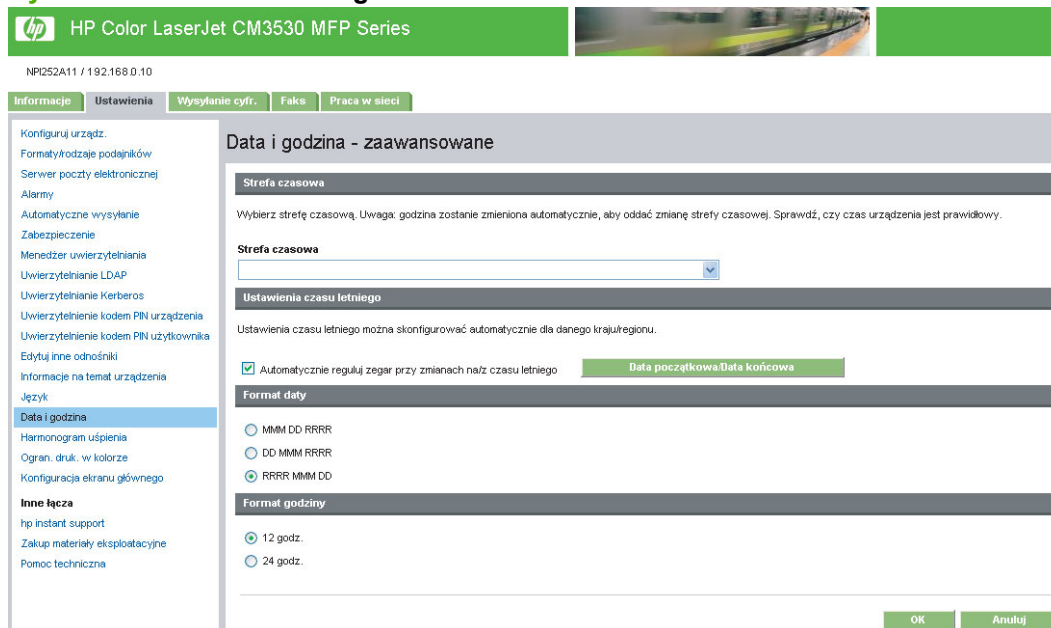 hp HP Color LaserJet CM3530 MFP Series
NPI252A11 / 192.168.0.10
Informacje Ustawienia Wysyłanie cyfr. Faks Praca w sieci
Konfiguruj urządz.
Formaty/rodzaje podajników
Serwer poczty elektronicznej
Alarmy
Automatyczne wysyłanie
Zabezpieczenie
Menedżer uwierzytelniania
Uwierzytelnianie LDAP
Uwierzytelnianie Kerberos
Uwierzytelnienie kodem PIN urządzenia
Uwierzytelnienie kodem PIN użytkownika
Edytuj inne odnośniki
Informacje na temat urządzenia
Język
Data i godzina
Harmonogram uśpienia
Ogran. druk. w kolorze
Konfiguracja ekranu głównego
Inne łącza
hp instant support
Zakup materiały eksploatacyjne
Pomoc techniczna
Data i godzina - zaawansowane
Strefa czasowa
Wybierz strefę czasową. Uwaga: godzina zostanie zmieniona automatycznie, aby oddać zmianę strefy czasowej. Sprawdź, czy czas urządzenia jest prawidłowy.
Strefa czasowa
Ustawienia czasu letniego
Ustawienia czasu letniego można skonfigurować automatycznie dla danego kraju/regionu.
Automatycznie reguluj zegar przy zmianach na/z czasu letniego Data początkowa/Data końcowa
Format daty
MMM DD RRRR
DD MMM RRRR
RRRR MMM DD
Format godziny
12 godz.
24 godz.
OK Anuluj